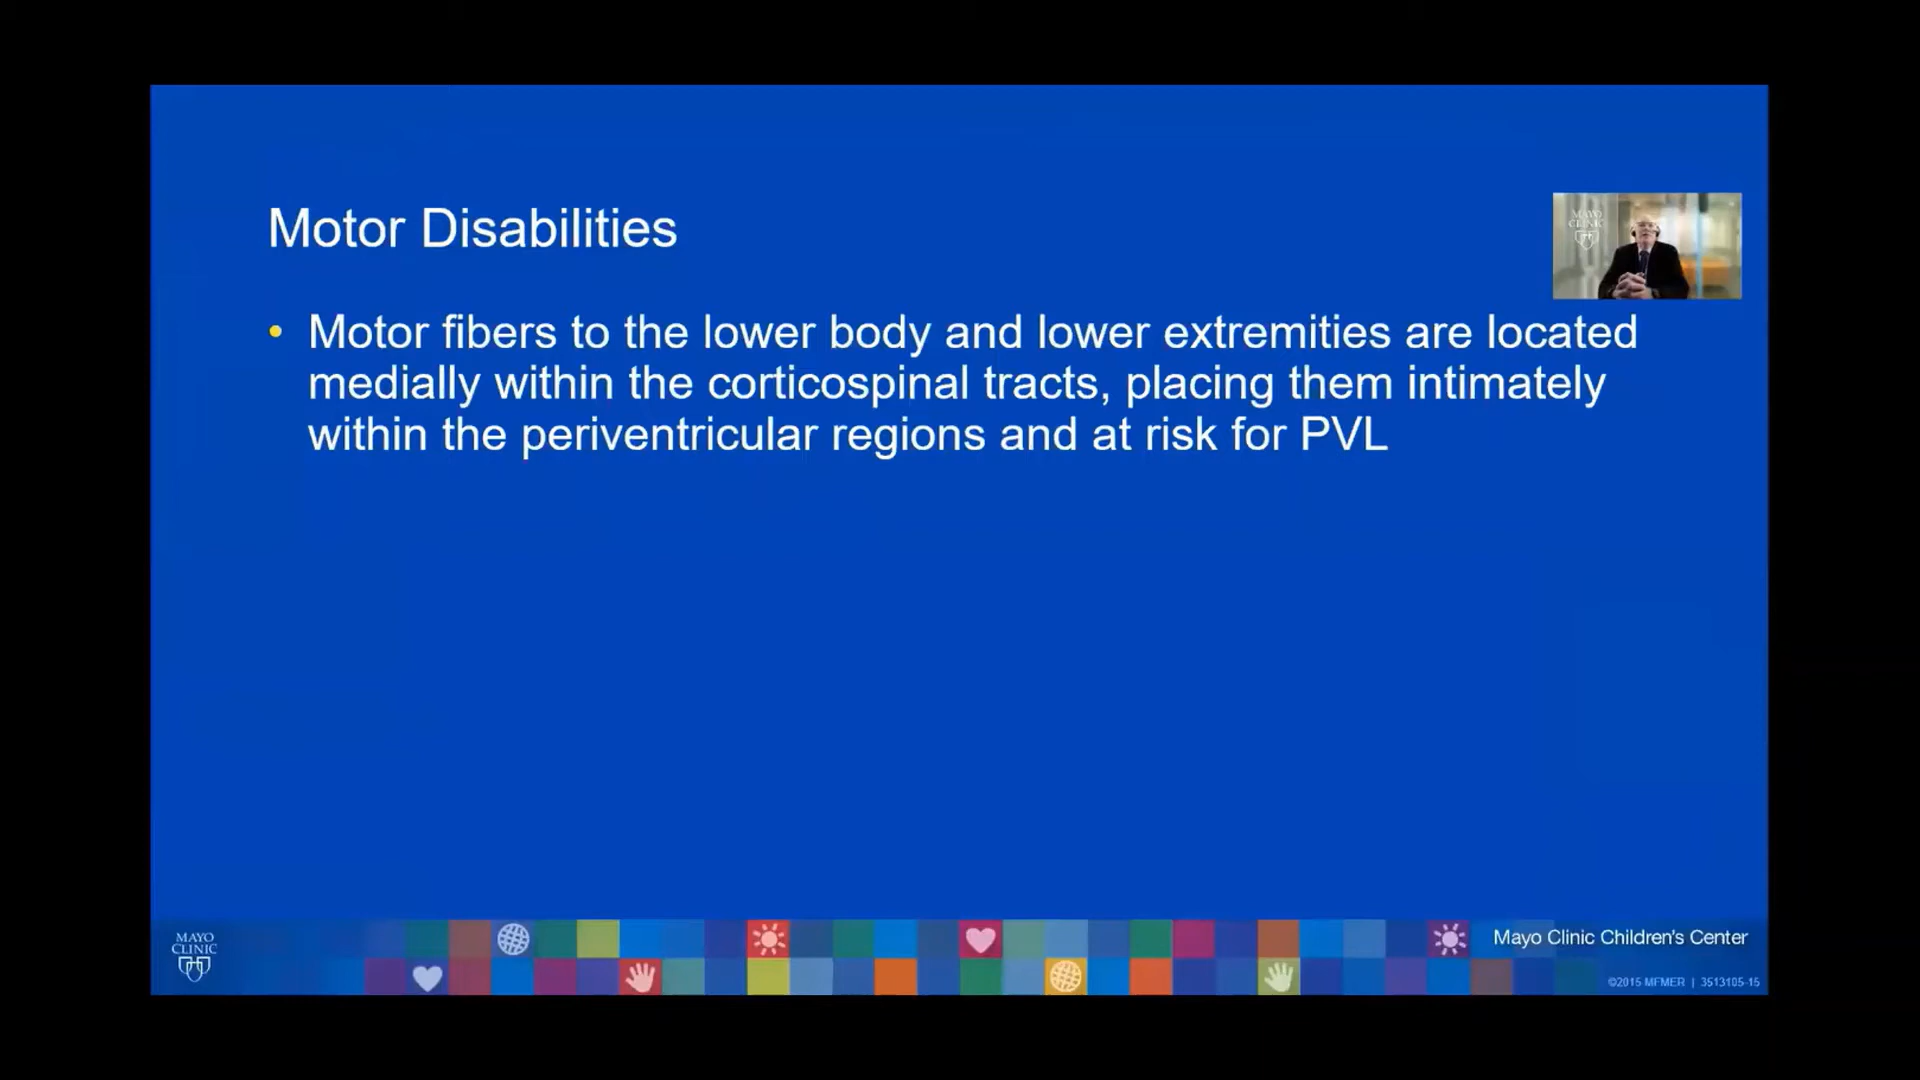 Motor Disabilities
MAYO
CLINIC
• Motor fibers to the lower body and lower extremities are located
medially within the corticospinal tracts, placing them intimately
within the periventricular regions and at risk for PVL
MAYO
CLINIC
Mayo Clinic Children's Center
©2015 MFMER | 3513105-15